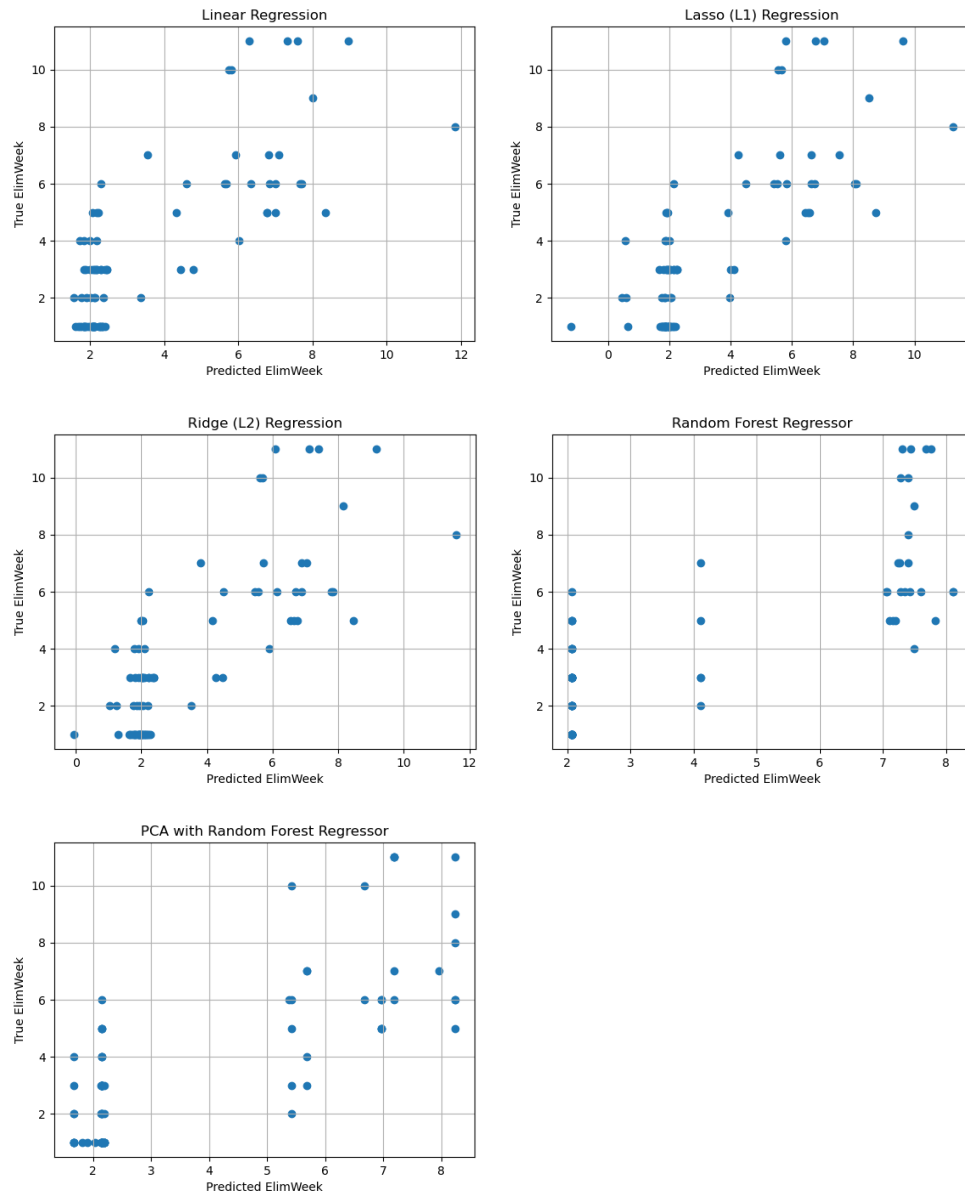 Linear Regression
10
8
6
4
2
True ElimWeek
2 4 6 8 10 12
Predicted ElimWeek
Lasso (L1) Regression
10
8
6
4
2
True ElimWeek
0 2 4 6 8 10
Predicted ElimWeek
Ridge (L2) Regression
10
8
6
4
2
True ElimWeek
0 2 4 6 8 10 12
Predicted ElimWeek
Random Forest Regressor
10
8
6
4
2
True ElimWeek
2 3 4 5 6 7 8
Predicted ElimWeek
PCA with Random Forest Regressor
10
8
6
4
2
True ElimWeek
2 3 4 5 6 7 8
Predicted ElimWeek